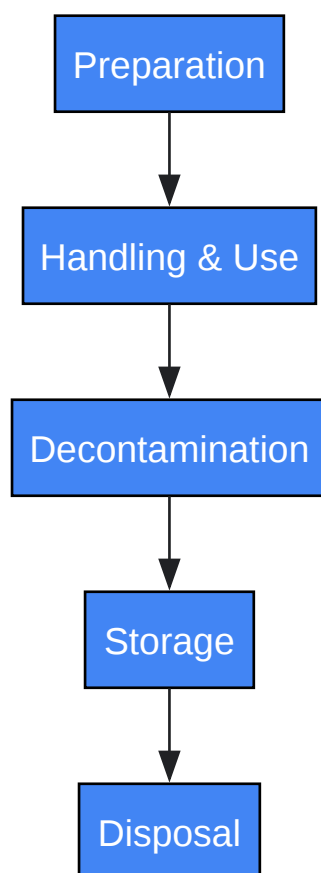 Preparation
Handling & Use
Decontamination
Storage
Disposal